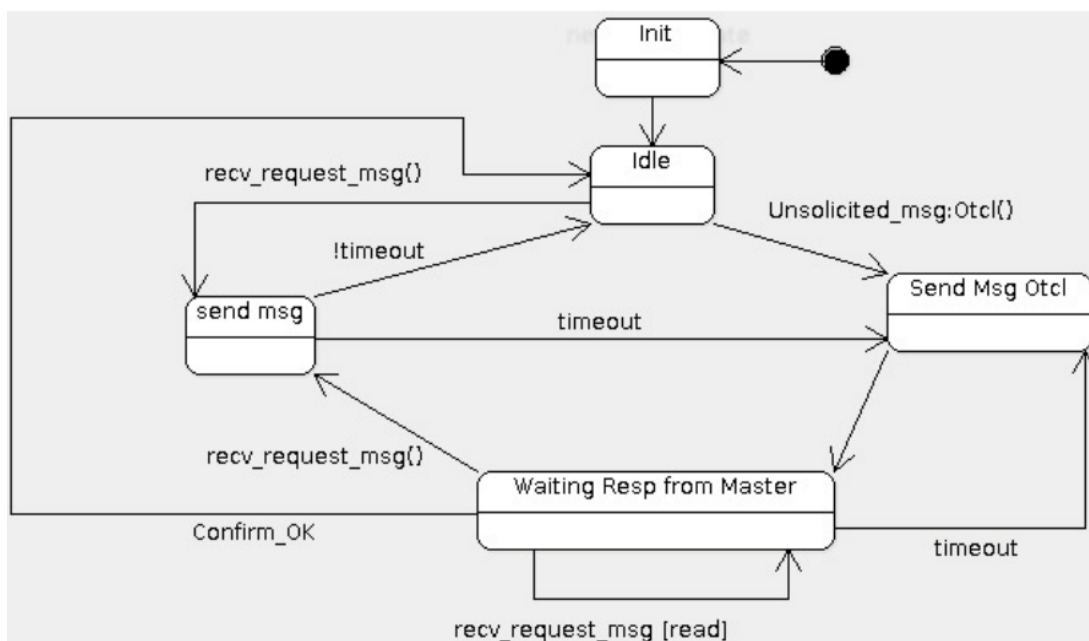 Init
Idle
recv_request_msg()
Unsolicited_msg:Otcl()
!timeout
Send Msg Otcl
send msg
timeout
recv_request_msg()
Waiting Resp from Master
Confirm_OK
timeout
recv_request_msg [read]